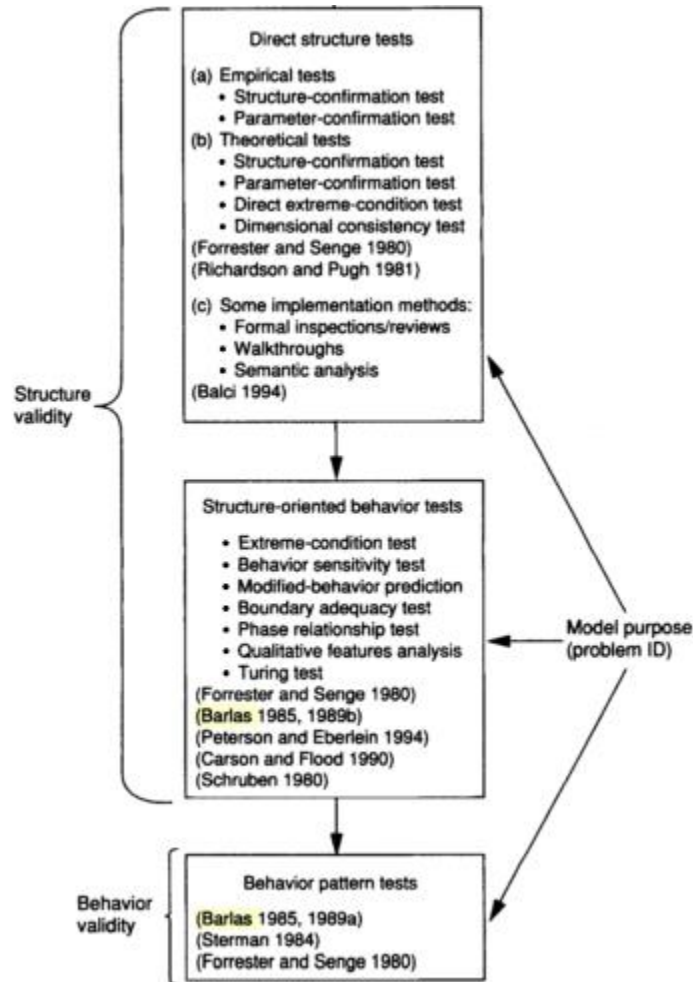 Direct structure tests
(a) Empirical tests
• Structure-confirmation test
• Parameter-confirmation test
(b) Theoretical tests
• Structure-confirmation test
• Parameter-confirmation test
• Direct extreme-condition test
• Dimensional consistency test
(Forrester and Senge 1980)
(Richardson and Pugh 1981)
(c) Some implementation methods:
• Formal inspections/reviews
• Walkthroughs
• Semantic analysis
(Balci 1994)
Structure
validity
Structure-oriented behavior tests
• Extreme-condition test
• Behavior sensitivity test
• Modified-behavior prediction
• Boundary adequacy test
• Phase relationship test
• Qualitative features analysis
• Turing test
(Forrester and Senge 1980)
(Barlas 1985, 1989b)
(Peterson and Eberlein 1994)
(Carson and Flood 1990)
(Schruben 1980)
Model purpose
(problem ID)
Behavior
validity
Behavior pattern tests
(Barlas 1985, 1989a)
(Sterman 1984)
(Forrester and Senge 1980)